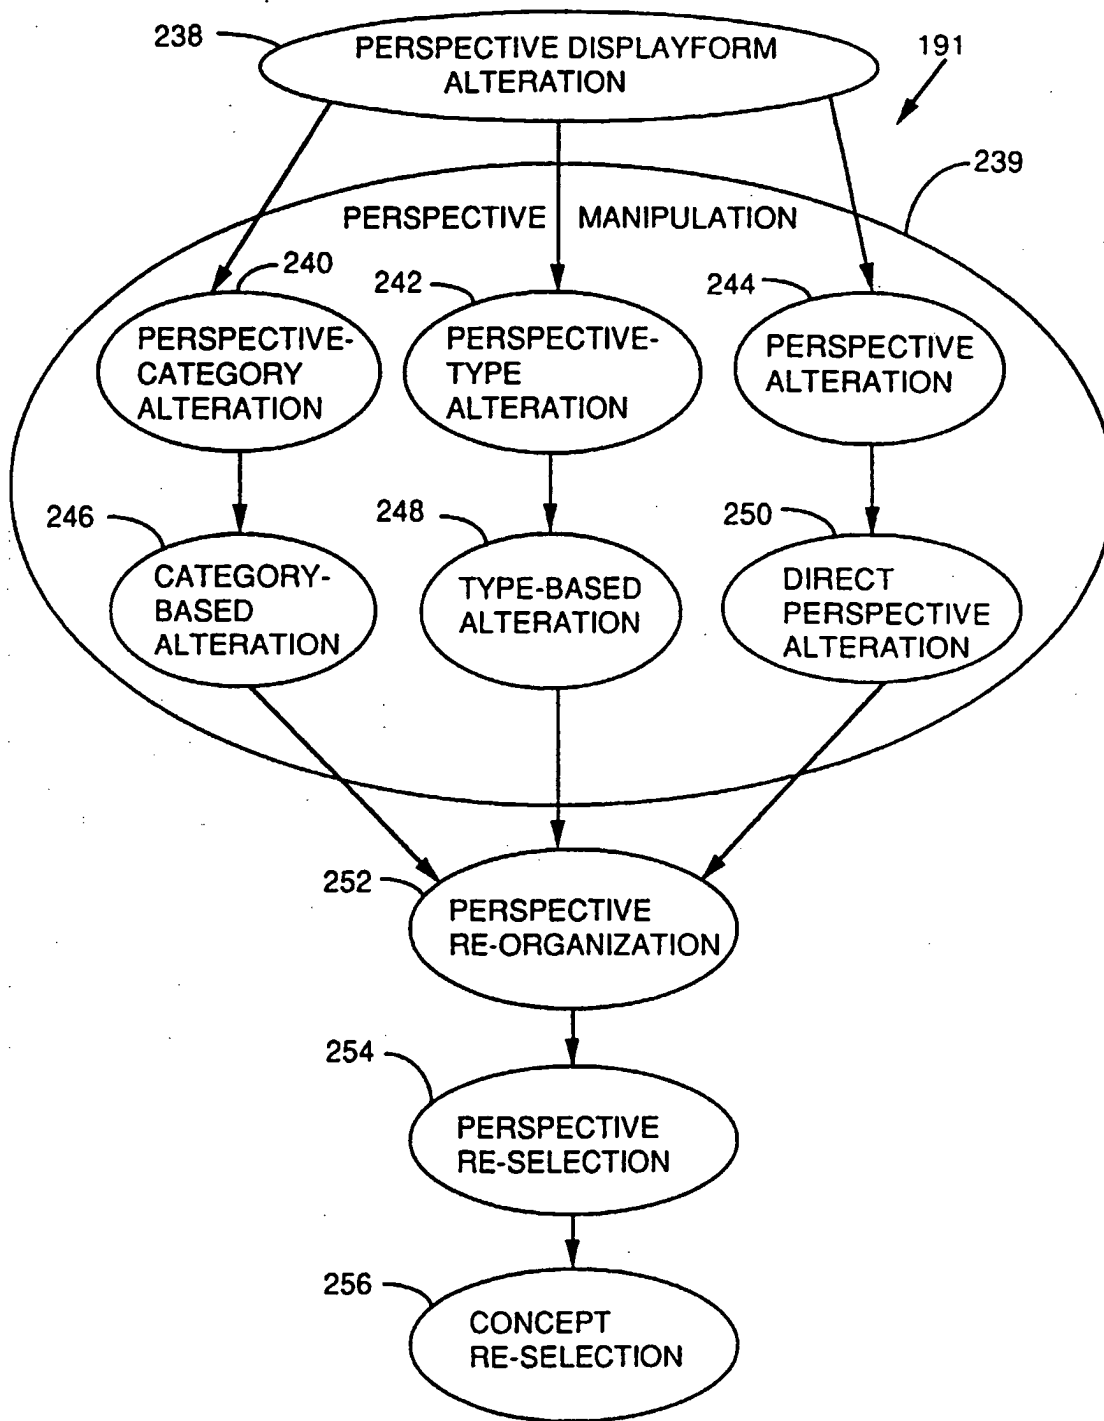 238
PERSPECTIVE DISPLAYFORM
ALTERATION
191
239
PERSPECTIVE MANIPULATION
240
242
244
PERSPECTIVE-
CATEGORY
ALTERATION
PERSPECTIVE-
TYPE
ALTERATION
PERSPECTIVE
ALTERATION
246
248
250
CATEGORY-
BASED
ALTERATION
TYPE-BASED
ALTERATION
DIRECT
PERSPECTIVE
ALTERATION
252
PERSPECTIVE
RE-ORGANIZATION
254
PERSPECTIVE
RE-SELECTION
256
CONCEPT
RE-SELECTION